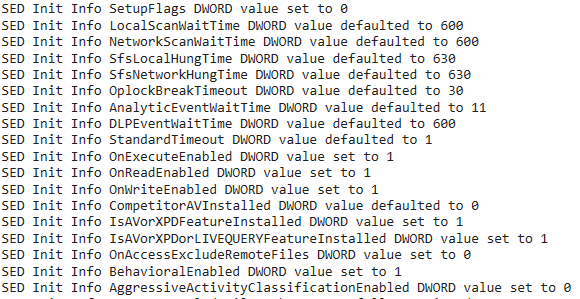 SED Init Info SetupFlags DWORD value set to 0
SED Init Info LocalScanWaitTime DWORD value defaulted to 600
SED Init Info NetworkScanWaitTime DWORD value defaulted to 600
SED Init Info SfsLocalHungTime DWORD value defaulted to 630
SED Init Info SfsNetworkHungTime DWORD value defaulted to 630
SED Init Info OplockBreakTimeout DWORD value defaulted to 30
SED Init Info AnalyticEventWaitTime DWORD value defaulted to 11
SED Init Info DLPEventWaitTime DWORD value defaulted to 600
SED Init Info StandardTimeout DWORD value defaulted to 1
SED Init Info OnExecuteEnabled DWORD value set to 1
SED Init Info OnReadEnabled DWORD value set to 1
SED Init Info OnWriteEnabled DWORD value set to 1
SED Init Info CompetitorAVInstalled DWORD value defaulted to 0
SED Init Info IsAVorXPDFeatureInstalled DWORD value set to 1
SED Init Info IsAVorXPDorLIVEQUERYFeatureInstalled DWORD value set to 1
SED Init Info OnAccessExcludeRemoteFiles DWORD value set to 0
SED Init Info BehavioralEnabled DWORD value set to 1
SED Init Info AggressiveActivityClassificationEnabled DWORD value set to 0